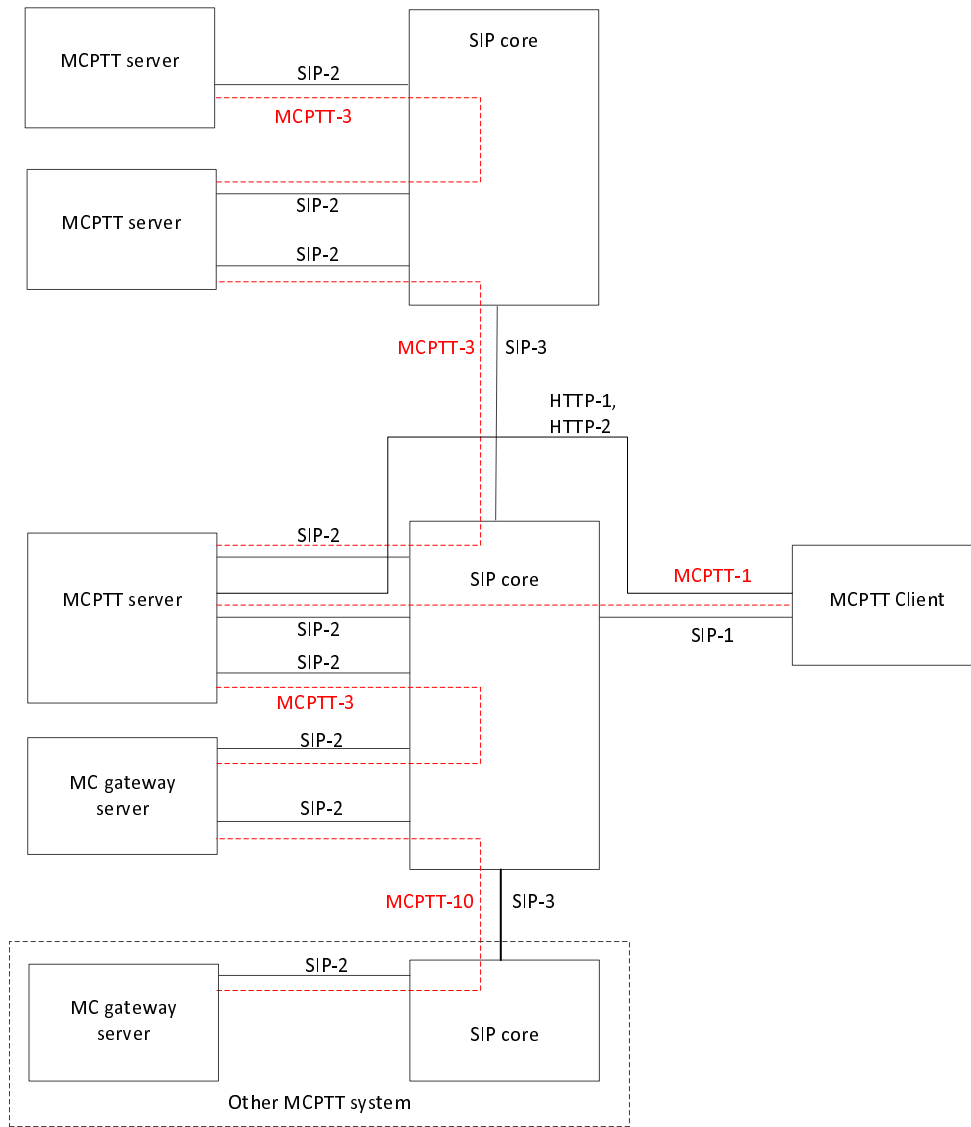 MCPTT server
SIP core
SIP-2
MCPTT-3
MCPTT server
SIP-2
SIP-2
MCPTT-3
SIP-3
HTTP-1,
HTTP-2
SIP-2
MCPTT server
SIP core
MCPTT-1
MCPTT Client
SIP-2
SIP-1
SIP-2
MCPTT-3
SIP-2
MC gateway
server
SIP-2
MCPTT-10
SIP-3
SIP-2
MC gateway
server
SIP core
Other MCPTT system